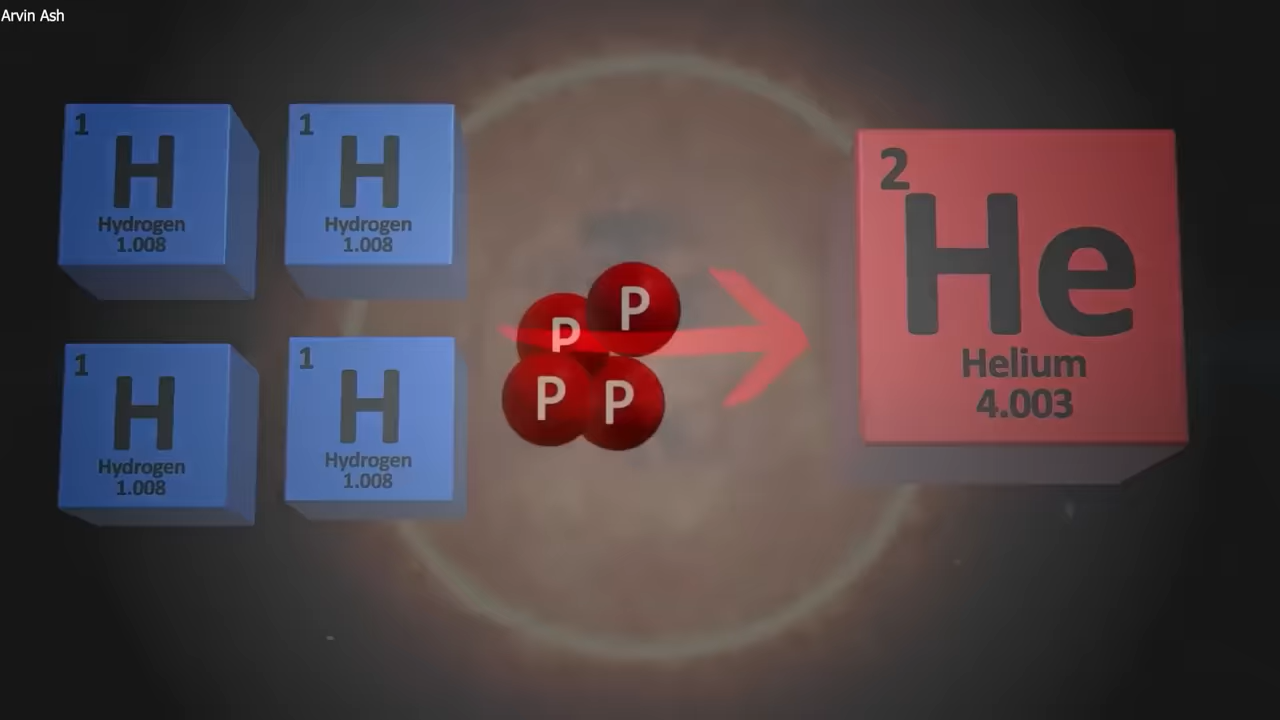 Arvin Ash
1
H
Hydrogen
1.008
1
H
Hydrogen
1.008
1
H
Hydrogen
1.008
1
H
Hydrogen
1.008
P
P
P
P
2
He
Helium
4.003